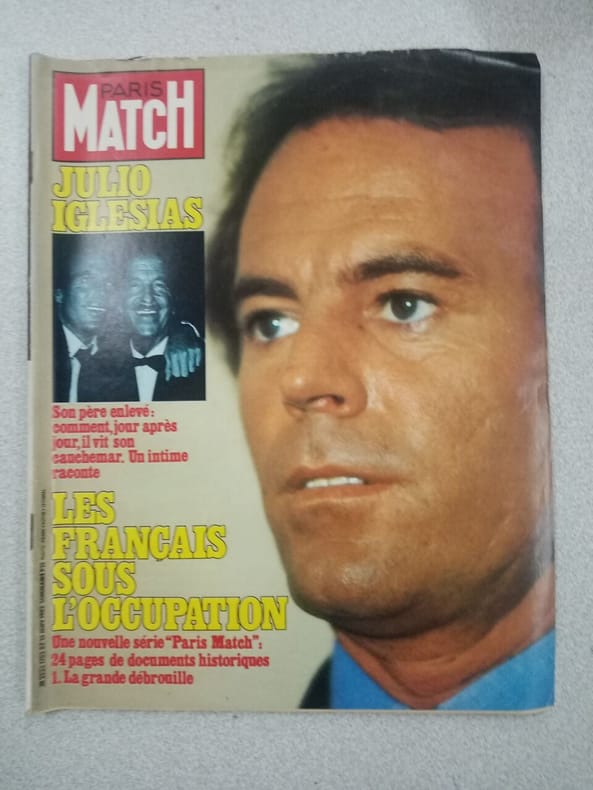 PARIS
MATCH
JULIO
IGLESIAS
Son père enlevé:
comment, jour après
jour, il vit son
cauchemar. Un intime
raconte
LES
FRANÇAIS
SOUS
L'OCCUPATION
Une nouvelle série "Paris Match":
24 pages de documents historiques
1. La grande débrouille